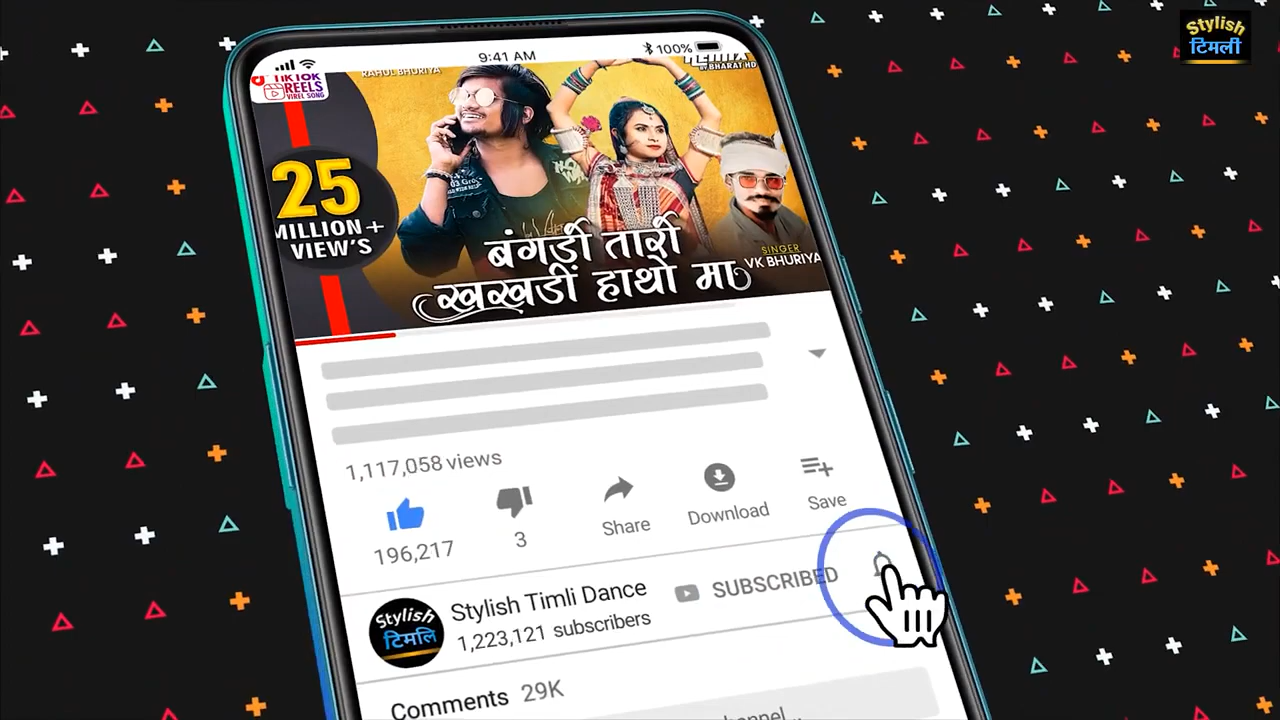 Stylish
टिमली
9:41 AM
100%
TIKTOK
REELS
VIREL SONG
RAHUL BHURIYA
REMIX
BY BHARAT HD
25
MILLION +
VIEW'S
बंगडी तारी
खखडीं हाथो मा
SINGER
VK BHURIYA
1,117,058 views
196,217
3
Share
Download
Save
Stylish
टिमलि
Stylish Timli Dance
1,223,121 subscribers
SUBSCRIBED
Comments 29K